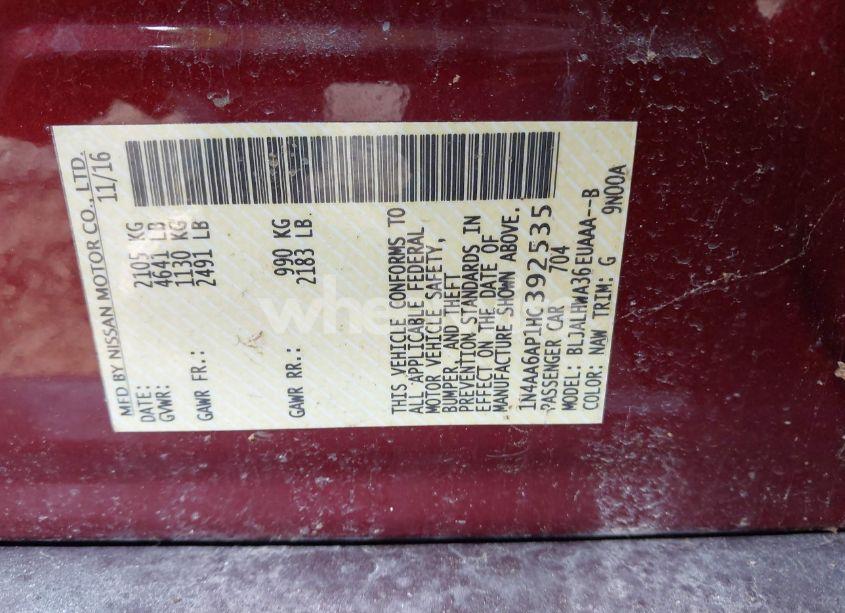 MFD BY NISSAN MOTOR CO., LTD.
DATE: 11/16
GVWR: 2105 KG
4641 LB
GAWR FR.: 1130 KG
2491 LB
GAWR RR.: 990 KG
2183 LB
THIS VEHICLE CONFORMS TO
ALL APPLICABLE FEDERAL
MOTOR VEHICLE SAFETY,
BUMPER, AND THEFT
PREVENTION STANDARDS IN
EFFECT ON THE DATE OF
MANUFACTURE SHOWN ABOVE.
1N4AA6AP1HC392535
PASSENGER CAR 704
MODEL: BLJALHWA36EUAAA--B
COLOR: NAW TRIM: G 9N00A